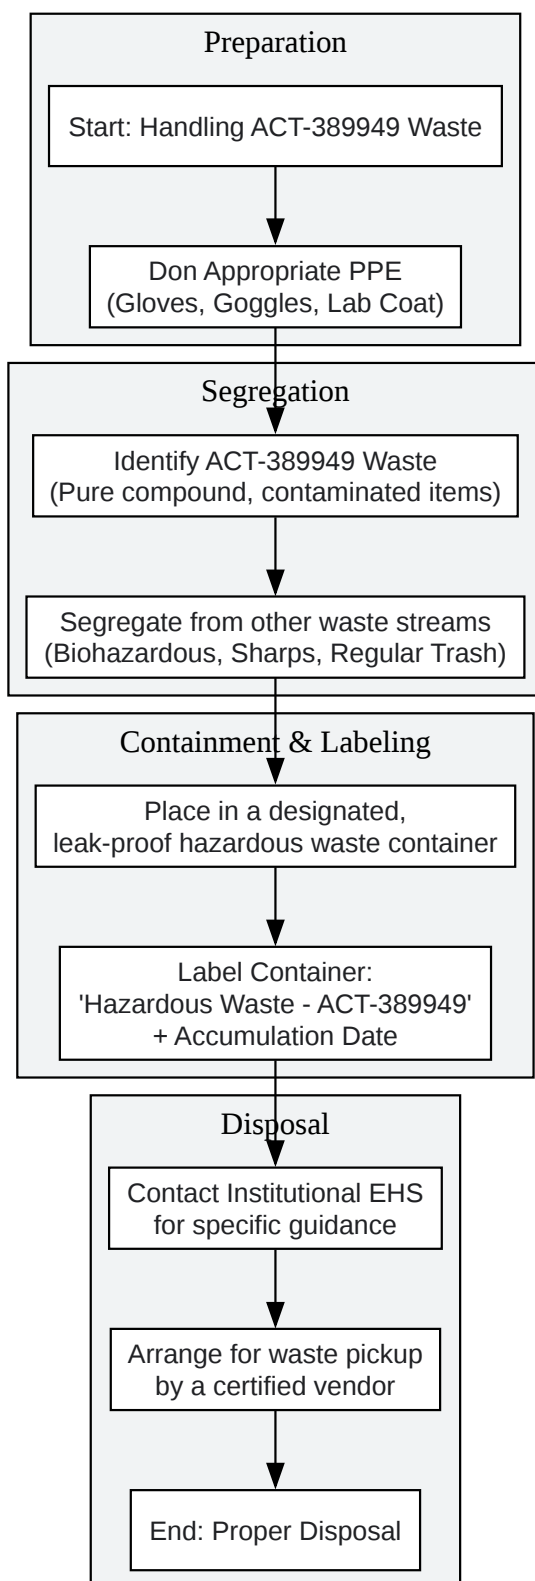 Preparation
Start: Handling ACT-389949 Waste
Don Appropriate PPE
(Gloves, Goggles, Lab Coat)
Segregation
Identify ACT-389949 Waste
(Pure compound, contaminated items)
Segregate from other waste streams
(Biohazardous, Sharps, Regular Trash)
Containment & Labeling
Place in a designated,
leak-proof hazardous waste container
Label Container:
'Hazardous Waste - ACT-389949'
+ Accumulation Date
Disposal
Contact Institutional EHS
for specific guidance
Arrange for waste pickup
by a certified vendor
End: Proper Disposal